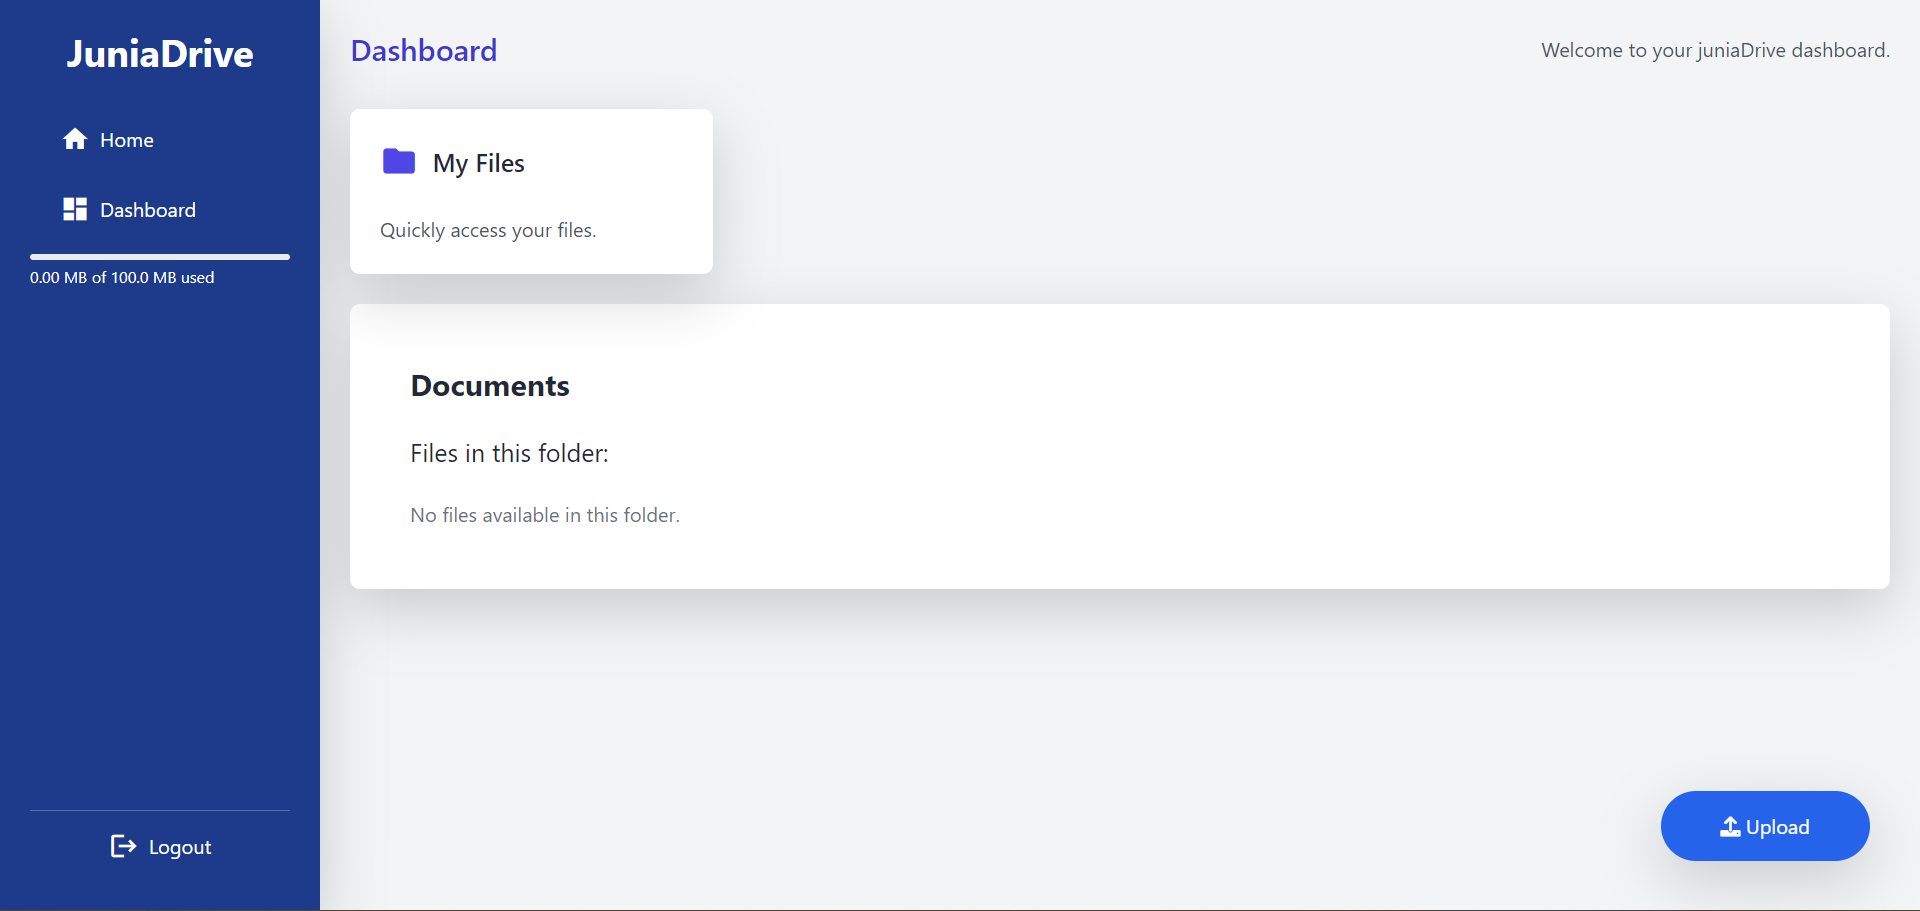 JuniaDrive
Home
Dashboard
0.00 MB of 100.0 MB used
Logout
Dashboard
Welcome to your juniaDrive dashboard.
My Files
Quickly access your files.
Documents
Files in this folder:
No files available in this folder.
Upload